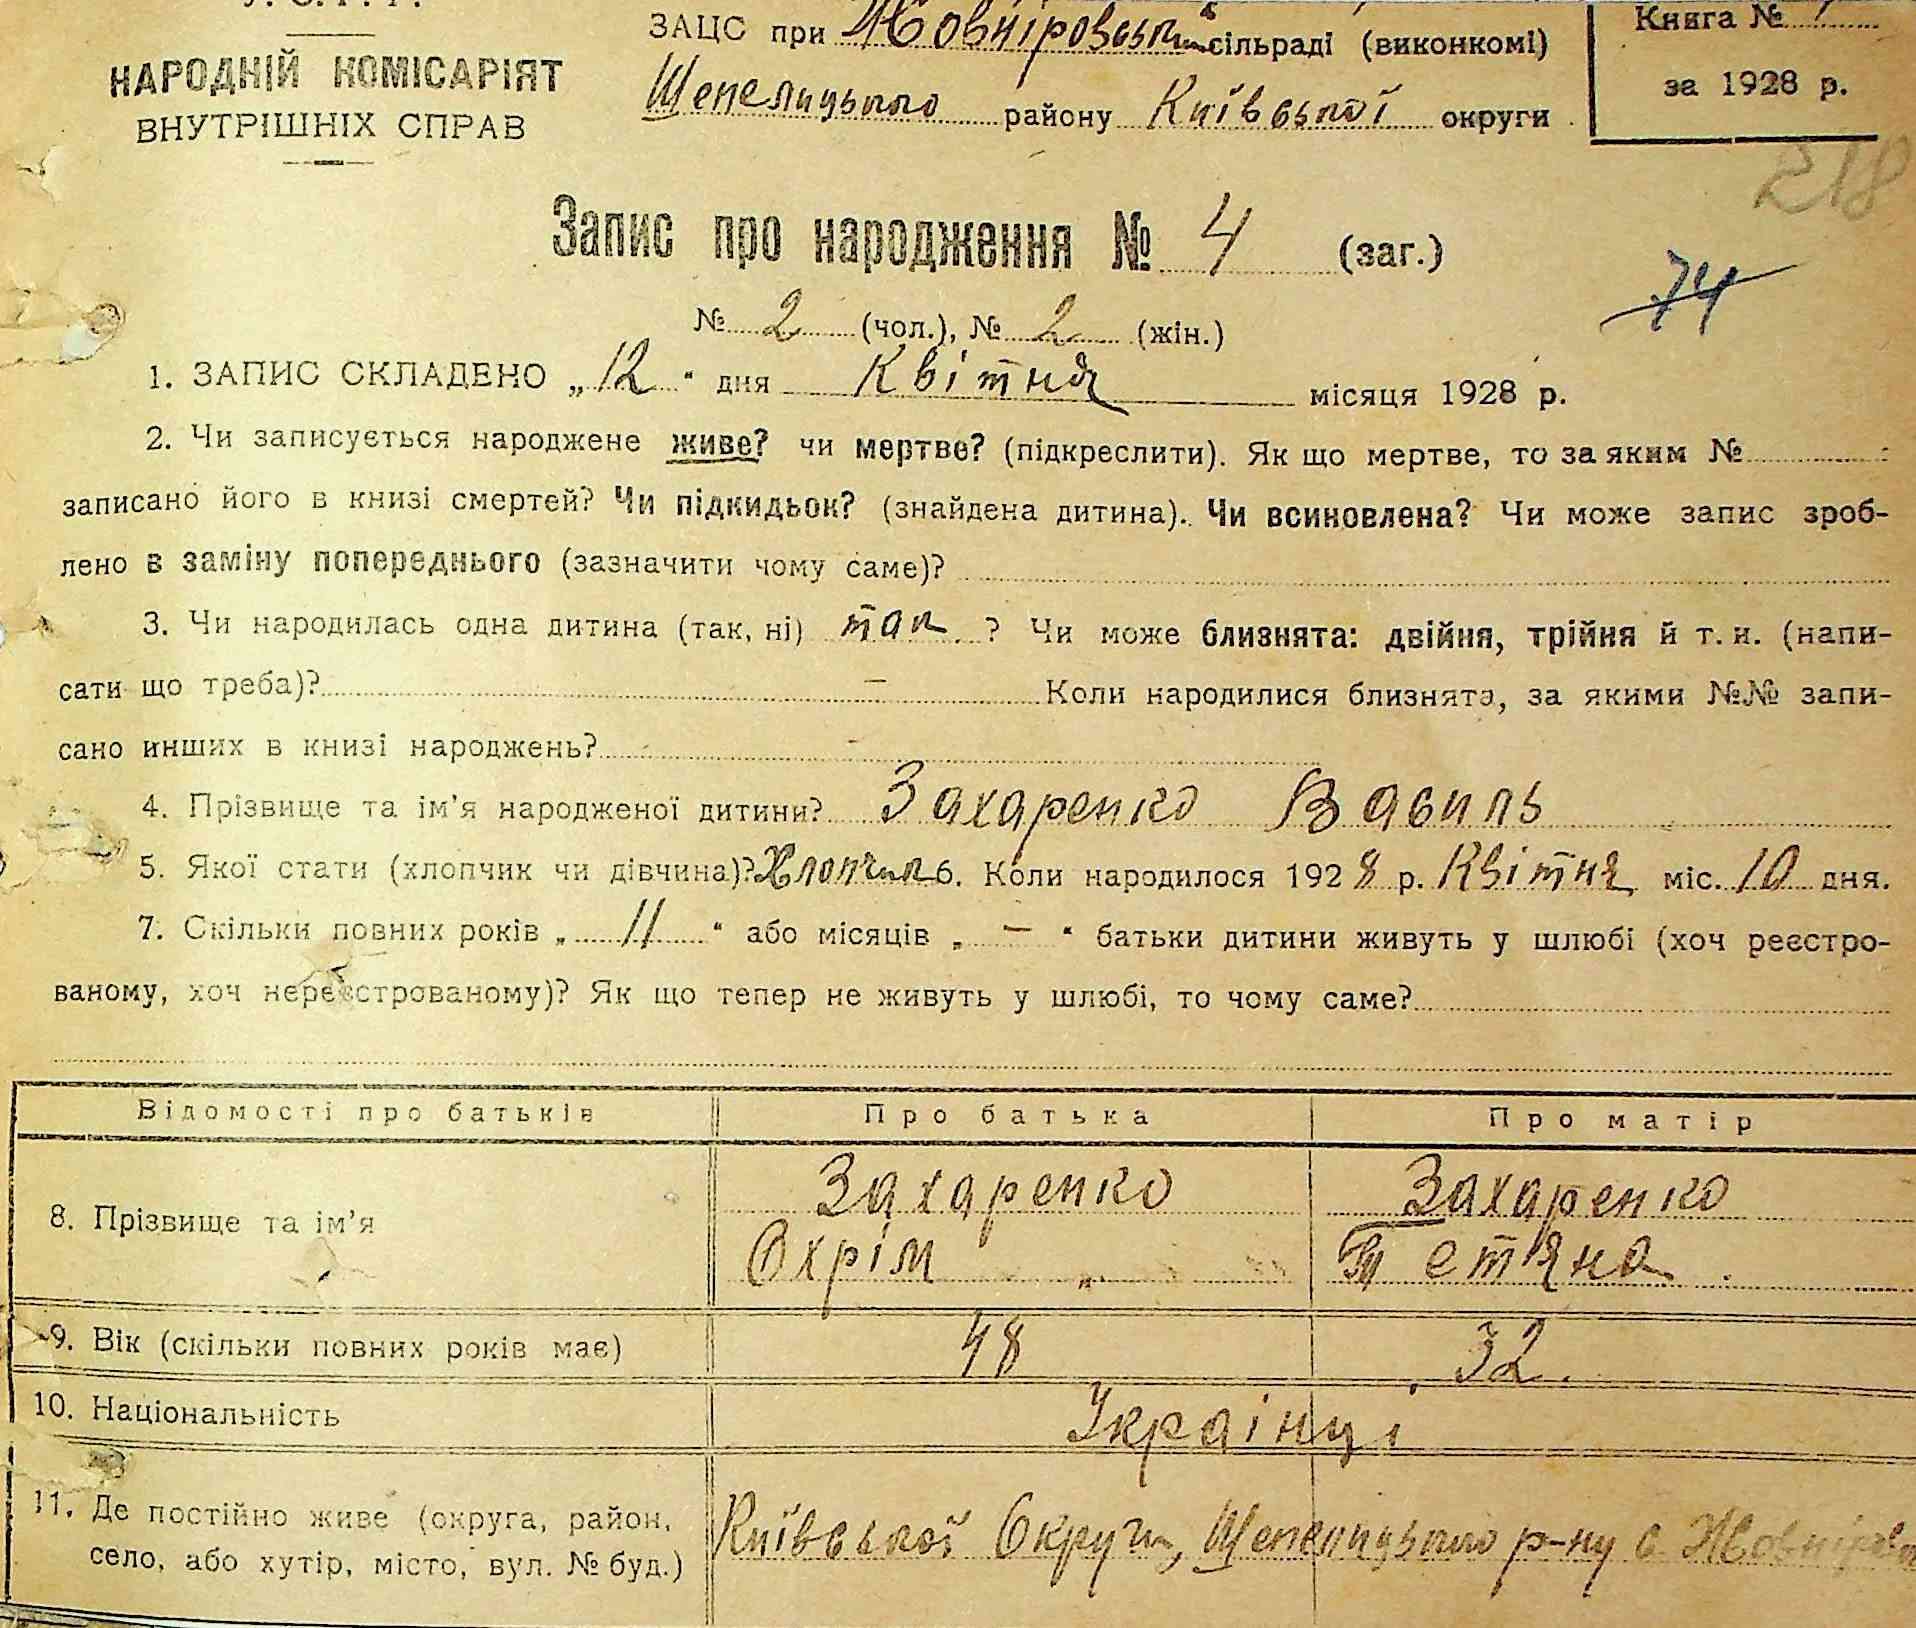 У. С. Р. Р.
НАРОДНІЙ КОМІСАРІЯТ
ВНУТРІШНІХ СПРАВ
ЗАЦС при Жовніровській сільраді (виконкомі)
Шепелицького району Київської округи
Книга №
за 1928 р.
218
Запис про народження № 4 (заг.)
74
№ 2 (чол.), № 2 (жін.)
1. ЗАПИС СКЛАДЕНО „12“ дня Квітня місяця 1928 р.
2. Чи записується народжене живе? чи мертве? (підкреслити). Як що мертве, то за яким №
записано його в книзі смертей? Чи підкидьок? (знайдена дитина). Чи всиновлена? Чи може запис зроб-
лено в заміну попереднього (зазначити чому саме)?
3. Чи народилась одна дитина (так, ні) так ? Чи може близнята: двійня, трійня й т. и. (напи-
сати що треба)? – Коли народилися близнята, за якими №№ запи-
сано инших в книзі народжень? –
4. Прізвище та ім'я народженої дитини? Захаренко Вавиль
5. Якої стати (хлопчик чи дівчина)? Хлопчик 6. Коли народилося 1928 р. Квітня міс. 10 дня.
7. Скільки повних років „ 11 “ або місяців „ – “ батьки дитини живуть у шлюбі (хоч реєстро-
ваному, хоч нереєстрованому)? Як що тепер не живуть у шлюбі, то чому саме?
Відомості про батьків Про батька Про матір
8. Прізвище та ім'я Захаренко Охрім „ Захаренко Тетяна
9. Вік (скільки повних років має) 48 32.
10. Національність Українці
11. Де постійно живе (округа, район,
село, або хутір, місто, вул. № буд.) Київської Округи, Шепелицького р-ну с.